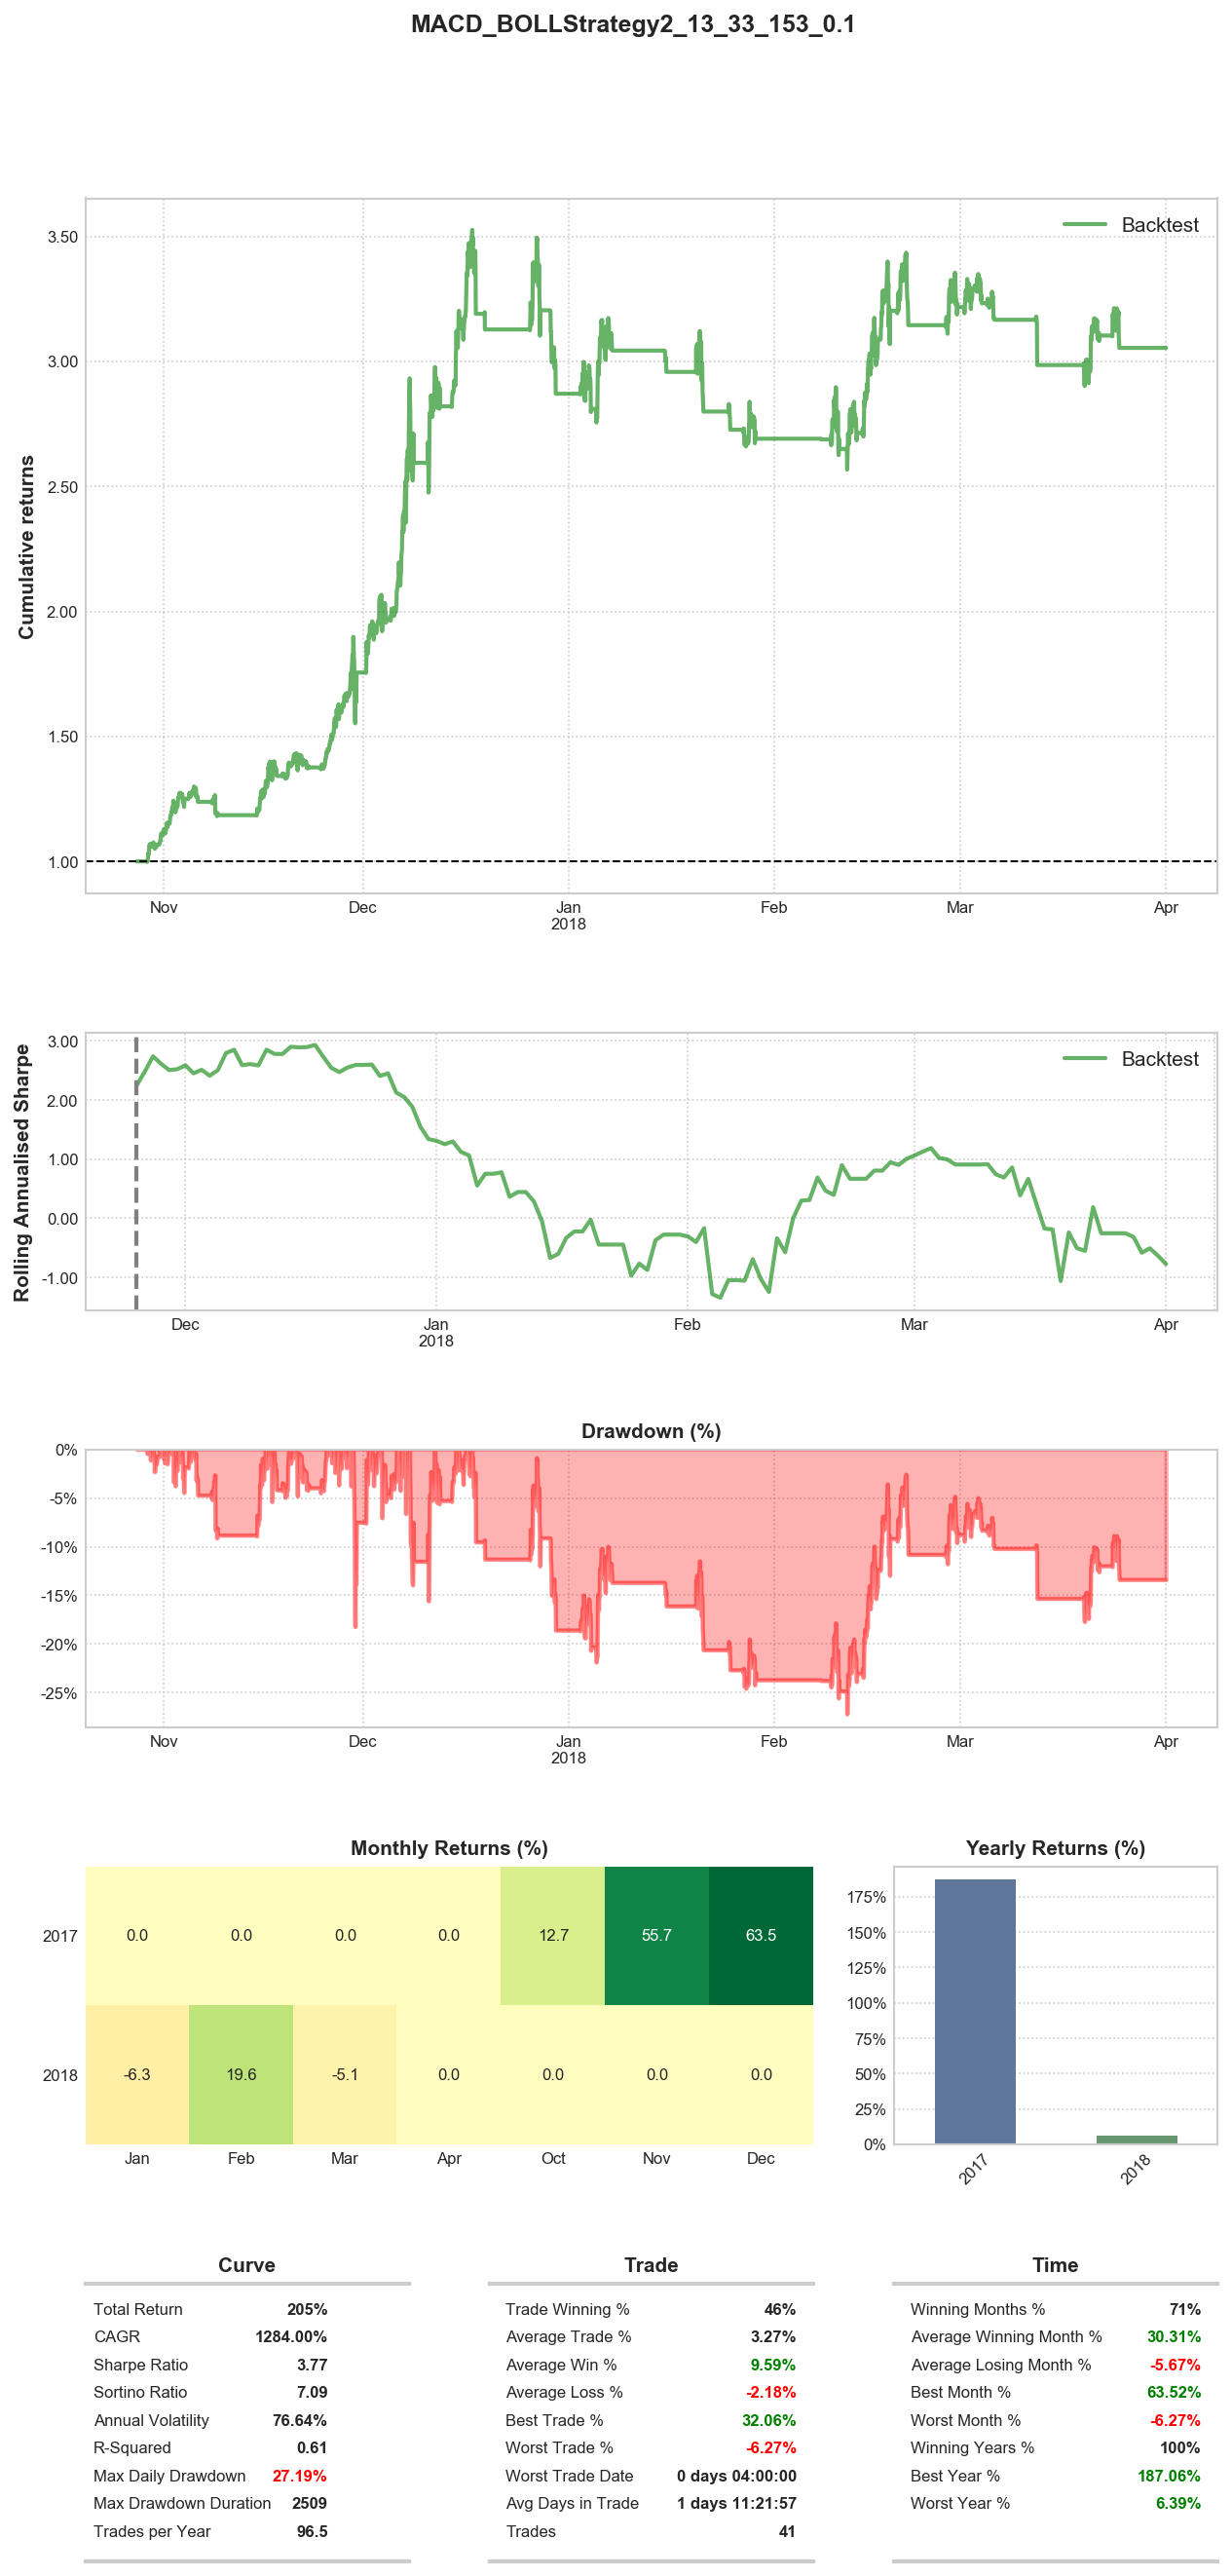 MACD_BOLLStrategy2_13_33_153_0.1
Cumulative returns
3.50
3.00
2.50
2.00
1.50
1.00
Backtest
Nov Dec Jan Feb Mar Apr
2018
Rolling Annualised Sharpe
3.00
2.00
1.00
0.00
-1.00
Backtest
Dec Jan Feb Mar Apr
2018
Drawdown (%)
0%
-5%
-10%
-15%
-20%
-25%
Nov Dec Jan Feb Mar Apr
2018
Monthly Returns (%)
2017 0.0 0.0 0.0 0.0 12.7 55.7 63.5
2018 -6.3 19.6 -5.1 0.0 0.0 0.0 0.0
Jan Feb Mar Apr Oct Nov Dec
Yearly Returns (%)
175%
150%
125%
100%
75%
50%
25%
0%
2017 2018
Curve
Total Return 205%
CAGR 1284.00%
Sharpe Ratio 3.77
Sortino Ratio 7.09
Annual Volatility 76.64%
R-Squared 0.61
Max Daily Drawdown 27.19%
Max Drawdown Duration 2509
Trades per Year 96.5
Trade
Trade Winning % 46%
Average Trade % 3.27%
Average Win % 9.59%
Average Loss % -2.18%
Best Trade % 32.06%
Worst Trade % -6.27%
Worst Trade Date 0 days 04:00:00
Avg Days in Trade 1 days 11:21:57
Trades 41
Time
Winning Months % 71%
Average Winning Month % 30.31%
Average Losing Month % -5.67%
Best Month % 63.52%
Worst Month % -6.27%
Winning Years % 100%
Best Year % 187.06%
Worst Year % 6.39%